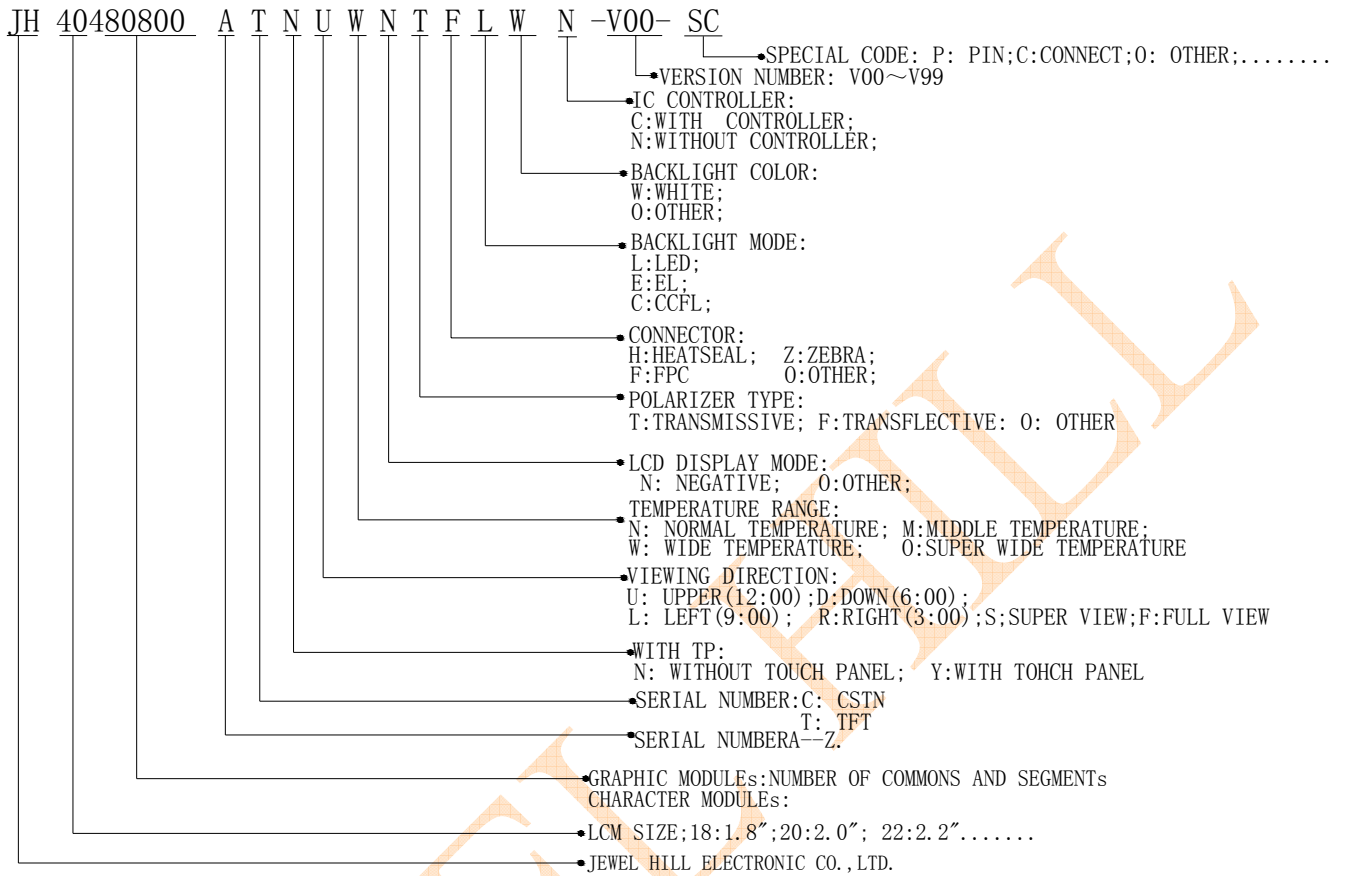 JH 40480800 A T N U W N T F L W N -V00- SC
SPECIAL CODE: P: PIN;C:CONNECT;O: OTHER;........
VERSION NUMBER: V00～V99
IC CONTROLLER:
C:WITH CONTROLLER;
N:WITHOUT CONTROLLER;
BACKLIGHT COLOR:
W:WHITE;
O:OTHER;
BACKLIGHT MODE:
L:LED;
E:EL;
C:CCFL;
CONNECTOR:
H:HEATSEAL; Z:ZEBRA;
F:FPC O:OTHER;
POLARIZER TYPE:
T:TRANSMISSIVE; F:TRANSFLECTIVE: O: OTHER
LCD DISPLAY MODE:
N: NEGATIVE; O:OTHER;
TEMPERATURE RANGE:
N: NORMAL TEMPERATURE; M:MIDDLE TEMPERATURE;
W: WIDE TEMPERATURE; O:SUPER WIDE TEMPERATURE
VIEWING DIRECTION:
U: UPPER(12:00);D:DOWN(6:00);
L: LEFT(9:00); R:RIGHT(3:00);S;SUPER VIEW;F:FULL VIEW
WITH TP:
N: WITHOUT TOUCH PANEL; Y:WITH TOHCH PANEL
SERIAL NUMBER:C: CSTN
T: TFT
SERIAL NUMBERA--Z.
GRAPHIC MODULEs:NUMBER OF COMMONS AND SEGMENTs
CHARACTER MODULEs:
LCM SIZE;18:1.8″;20:2.0″; 22:2.2″.......
JEWEL HILL ELECTRONIC CO.,LTD.
EL HILL